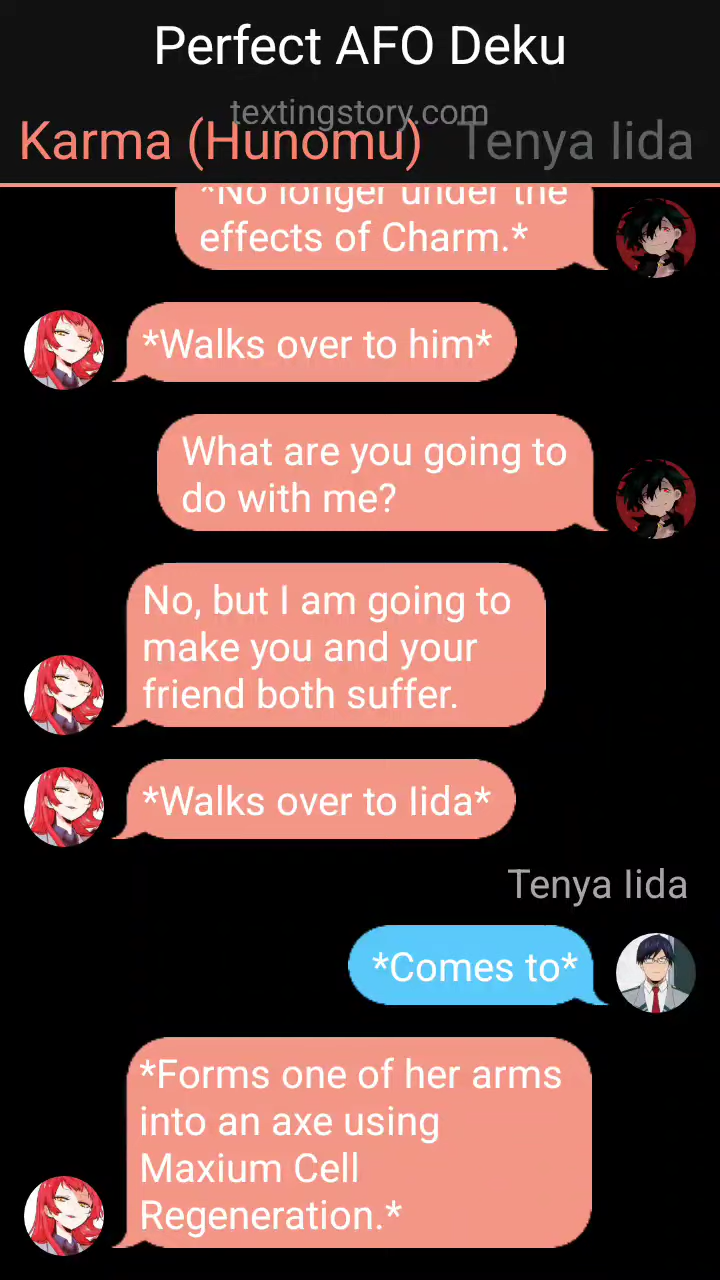 Perfect AFO Deku
textingstory.com
Karma (Hunomu) Tenya Iida
*No longer under the
effects of Charm.*
*Walks over to him*
What are you going to
do with me?
No, but I am going to
make you and your
friend both suffer.
*Walks over to Iida*
Tenya Iida
*Comes to*
*Forms one of her arms
into an axe using
Maxium Cell
Regeneration.*